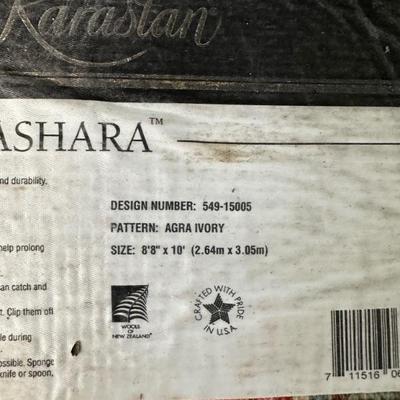 Karastan
ASHARA™
nd durability.
DESIGN NUMBER: 549-15005
PATTERN: AGRA IVORY
SIZE: 8'8" x 10' (2.64m x 3.05m)
help prolong
an catch and
t. Clip them off
le during
ossible. Sponge
knife or spoon,
WOOLS
OF
NEW ZEALAND®
CRAFTED WITH PRIDE
IN U.S.A.
7 11516 06